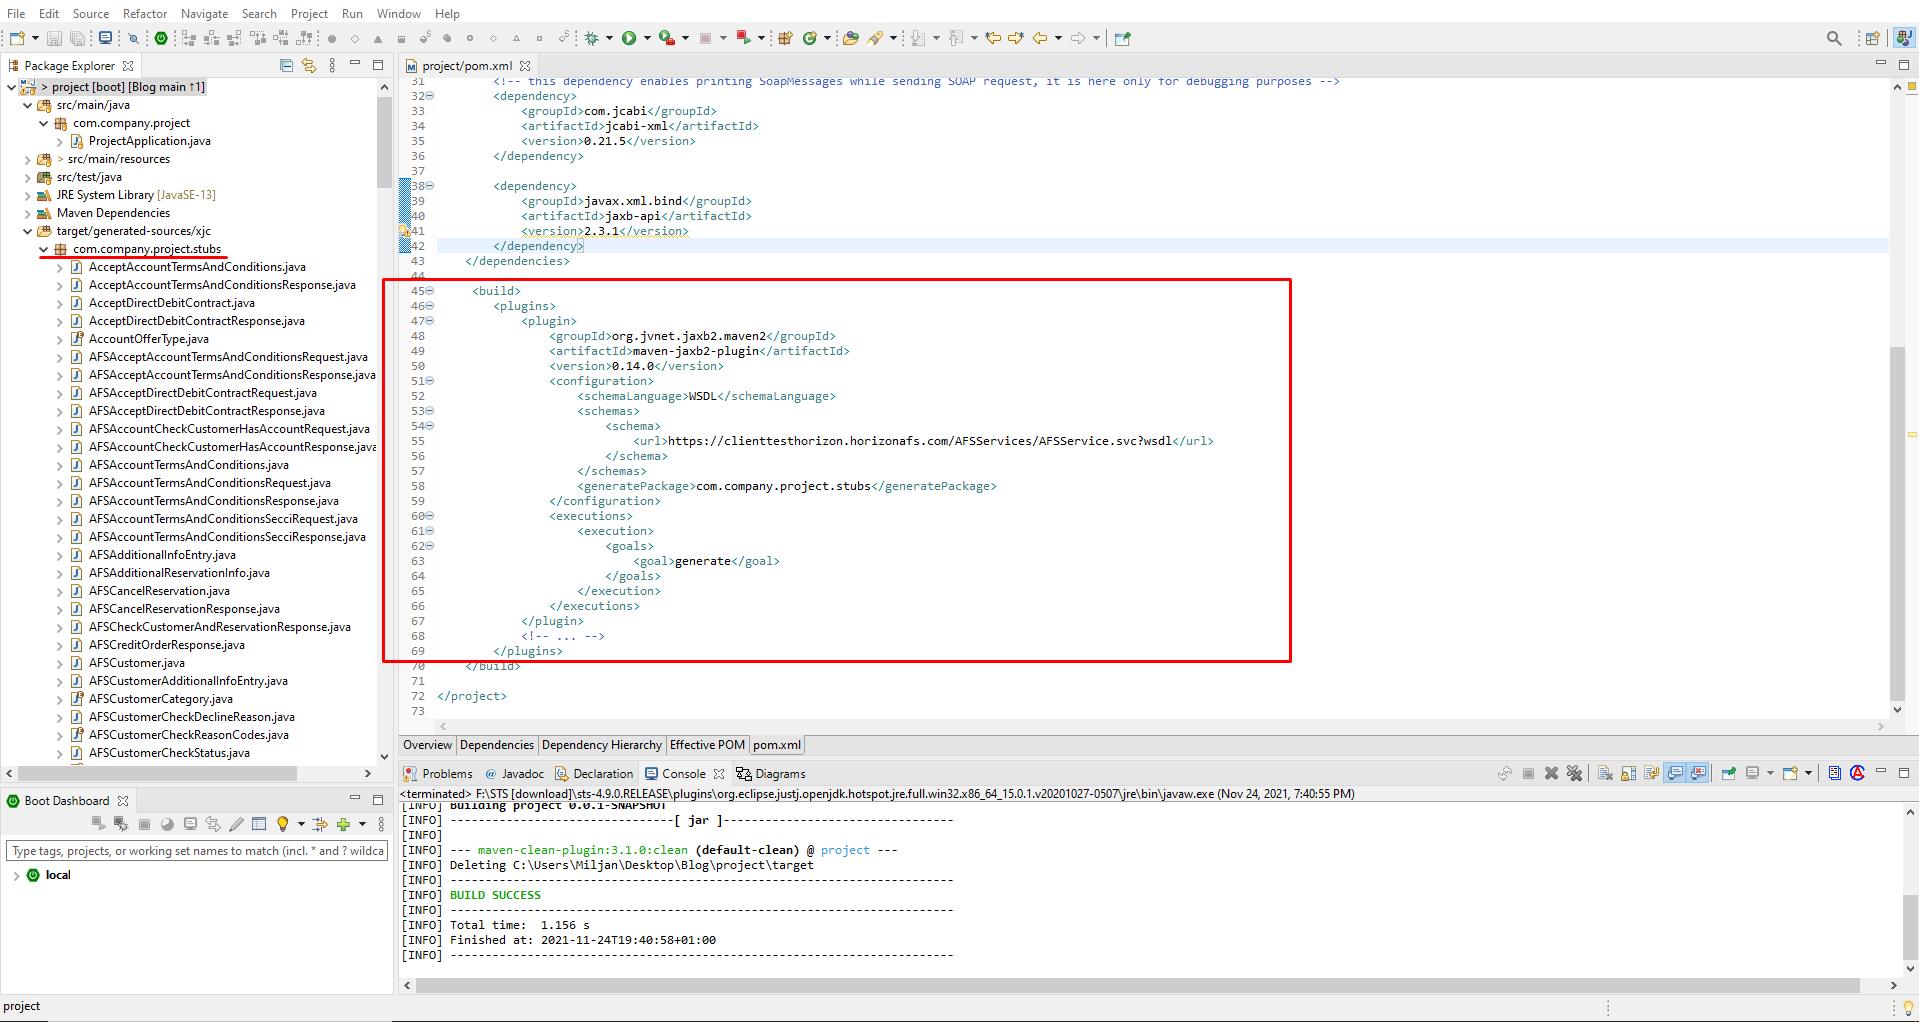 File Edit Source Refactor Navigate Search Project Run Window Help
Package Explorer
> project [boot] [Blog main ↑1]
src/main/java
com.company.project
ProjectApplication.java
> src/main/resources
src/test/java
JRE System Library [JavaSE-13]
Maven Dependencies
target/generated-sources/xjc
com.company.project.stubs
AcceptAccountTermsAndConditions.java
AcceptAccountTermsAndConditionsResponse.java
AcceptDirectDebitContract.java
AcceptDirectDebitContractResponse.java
AccountOfferType.java
AFSAcceptAccountTermsAndConditionsRequest.java
AFSAcceptAccountTermsAndConditionsResponse.java
AFSAcceptDirectDebitContractRequest.java
AFSAcceptDirectDebitContractResponse.java
AFSAccountCheckCustomerHasAccountRequest.java
AFSAccountCheckCustomerHasAccountResponse.java
AFSAccountTermsAndConditions.java
AFSAccountTermsAndConditionsRequest.java
AFSAccountTermsAndConditionsResponse.java
AFSAccountTermsAndConditionsSecciRequest.java
AFSAccountTermsAndConditionsSecciResponse.java
AFSAdditionalInfoEntry.java
AFSAdditionalReservationInfo.java
AFSCancelReservation.java
AFSCancelReservationResponse.java
AFSCheckCustomerAndReservationResponse.java
AFSCreditOrderResponse.java
AFSCustomer.java
AFSCustomerAdditionalInfoEntry.java
AFSCustomerCategory.java
AFSCustomerCheckDeclineReason.java
AFSCustomerCheckReasonCodes.java
AFSCustomerCheckStatus.java
Boot Dashboard
Type tags, projects, or working set names to match (incl. * and ? wildca
local
project/pom.xml
31 <!-- this dependency enables printing SoapMessages while sending SOAP request, it is here only for debugging purposes -->
32 <dependency>
33 <groupId>com.jcabi</groupId>
34 <artifactId>jcabi-xml</artifactId>
35 <version>0.21.5</version>
36 </dependency>
37
38 <dependency>
39 <groupId>javax.xml.bind</groupId>
40 <artifactId>jaxb-api</artifactId>
41 <version>2.3.1</version>
42 </dependency>
43 </dependencies>
44
45 <build>
46 <plugins>
47 <plugin>
48 <groupId>org.jvnet.jaxb2.maven2</groupId>
49 <artifactId>maven-jaxb2-plugin</artifactId>
50 <version>0.14.0</version>
51 <configuration>
52 <schemaLanguage>WSDL</schemaLanguage>
53 <schemas>
54 <schema>
55 <url>https://clienttesthorizon.horizonafs.com/AFSServices/AFSService.svc?wsdl</url>
56 </schema>
57 </schemas>
58 <generatePackage>com.company.project.stubs</generatePackage>
59 </configuration>
60 <executions>
61 <execution>
62 <goals>
63 <goal>generate</goal>
64 </goals>
65 </execution>
66 </executions>
67 </plugin>
68 <!-- ... -->
69 </plugins>
70 </build>
71
72 </project>
73
Overview Dependencies Dependency Hierarchy Effective POM pom.xml
Problems @ Javadoc Declaration Console Diagrams
<terminated> F:\STS [download]\sts-4.9.0.RELEASE\plugins\org.eclipse.justj.openjdk.hotspot.jre.full.win32.x86_64_15.0.1.v20201027-0507\jre\bin\javaw.exe (Nov 24, 2021, 7:40:55 PM)
[INFO] Building project 0.0.1-SNAPSHOT
[INFO] --------------------------------[ jar ]---------------------------------
[INFO]
[INFO] --- maven-clean-plugin:3.1.0:clean (default-clean) @ project ---
[INFO] Deleting C:\Users\Miljan\Desktop\Blog\project\target
[INFO] ------------------------------------------------------------------------
[INFO] BUILD SUCCESS
[INFO] ------------------------------------------------------------------------
[INFO] Total time: 1.156 s
[INFO] Finished at: 2021-11-24T19:40:58+01:00
[INFO] ------------------------------------------------------------------------
project